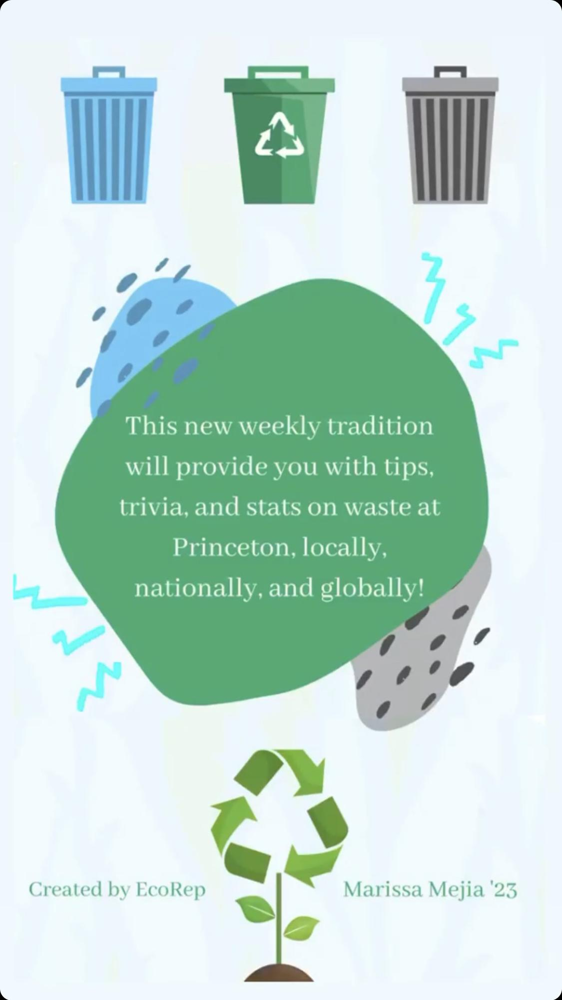 This new weekly tradition
will provide you with tips,
trivia, and stats on waste at
Princeton, locally,
nationally, and globally!
Created by EcoRep
Marissa Mejia '23